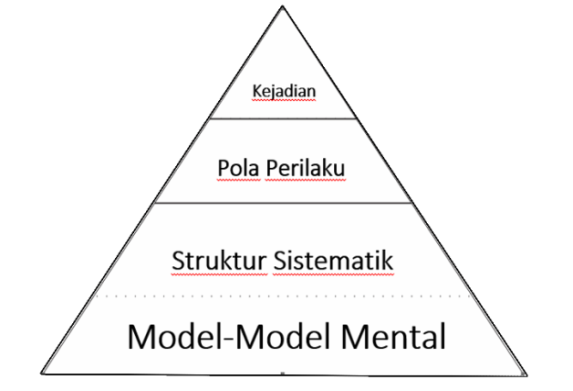 Kejadian
Pola Perilaku
Struktur Sistematik
Model-Model Mental